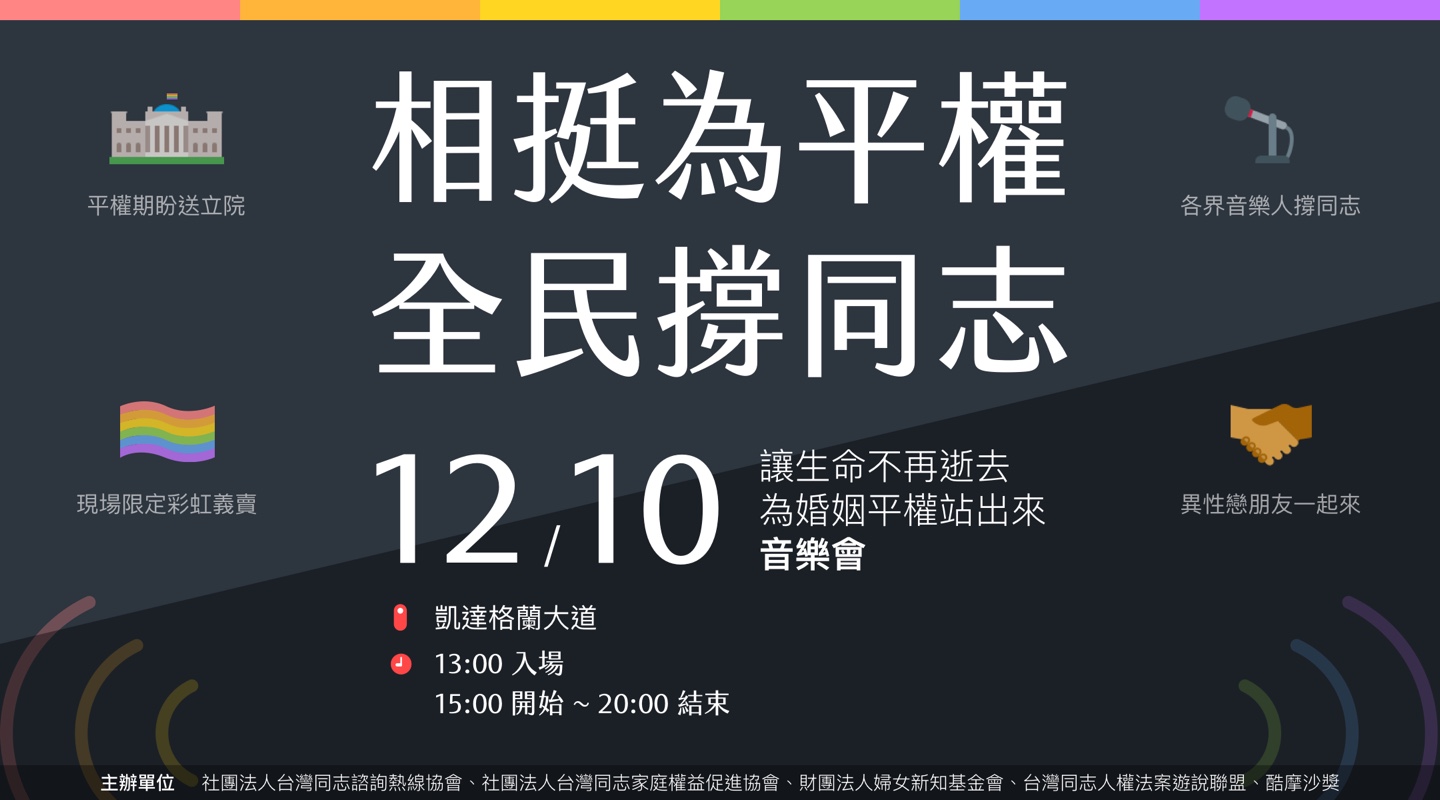 相挺為平權
全民撐同志
平權期盼送立院
各界音樂人撐同志
現場限定彩虹義賣
異性戀朋友一起來
12/10
讓生命不再逝去
為婚姻平權站出來
音樂會
凱達格蘭大道
13:00 入場
15:00 開始 ~ 20:00 結束
主辦單位 社團法人台灣同志諮詢熱線協會、社團法人台灣同志家庭權益促進協會、財團法人婦女新知基金會、台灣同志人權法案遊說聯盟、酷摩沙獎